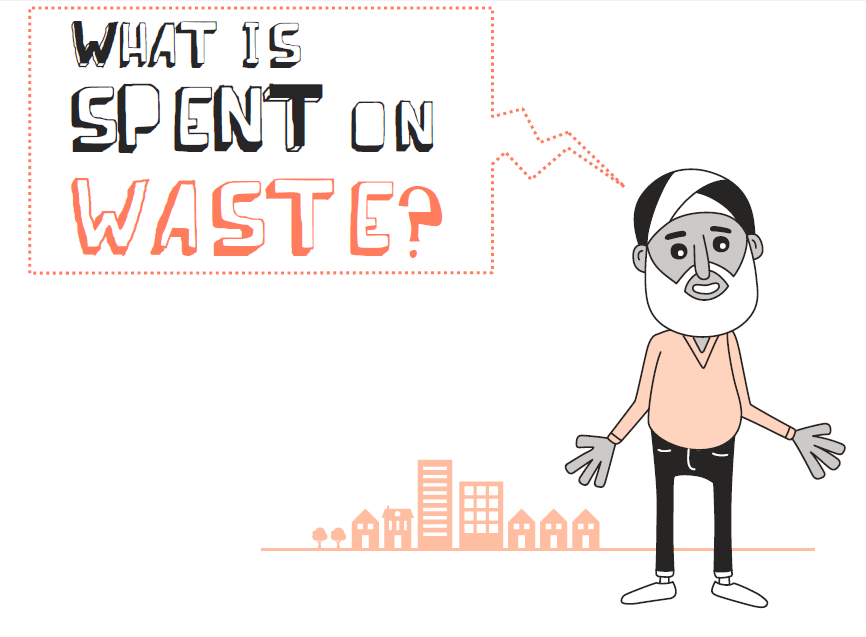 WHAT IS
SPENT ON
WASTE?